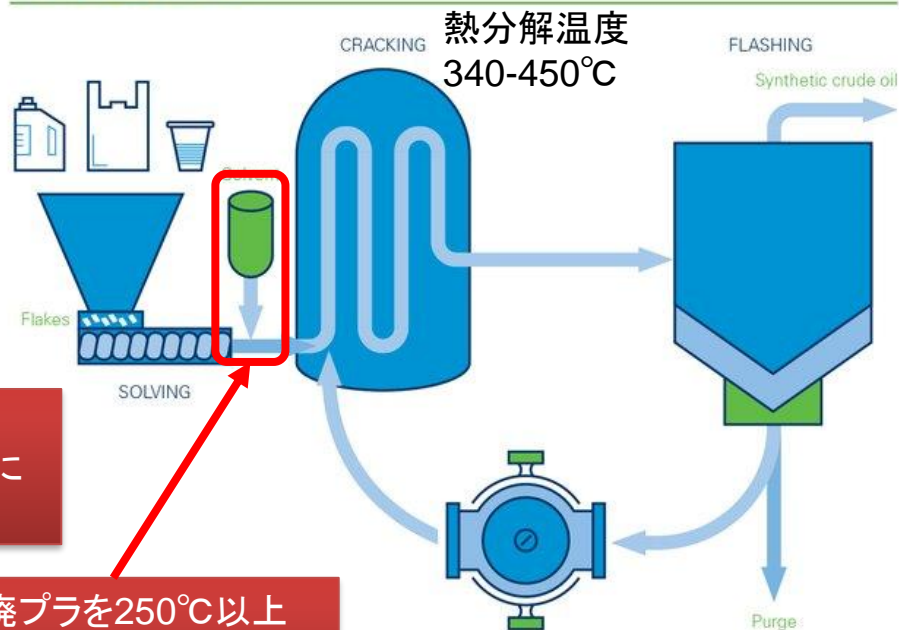 CRACKING
熱分解温度
340-450℃
FLASHING
Synthetic crude oil
Solvent
Flakes
SOLVING
に
廃プラを250℃以上
Purge